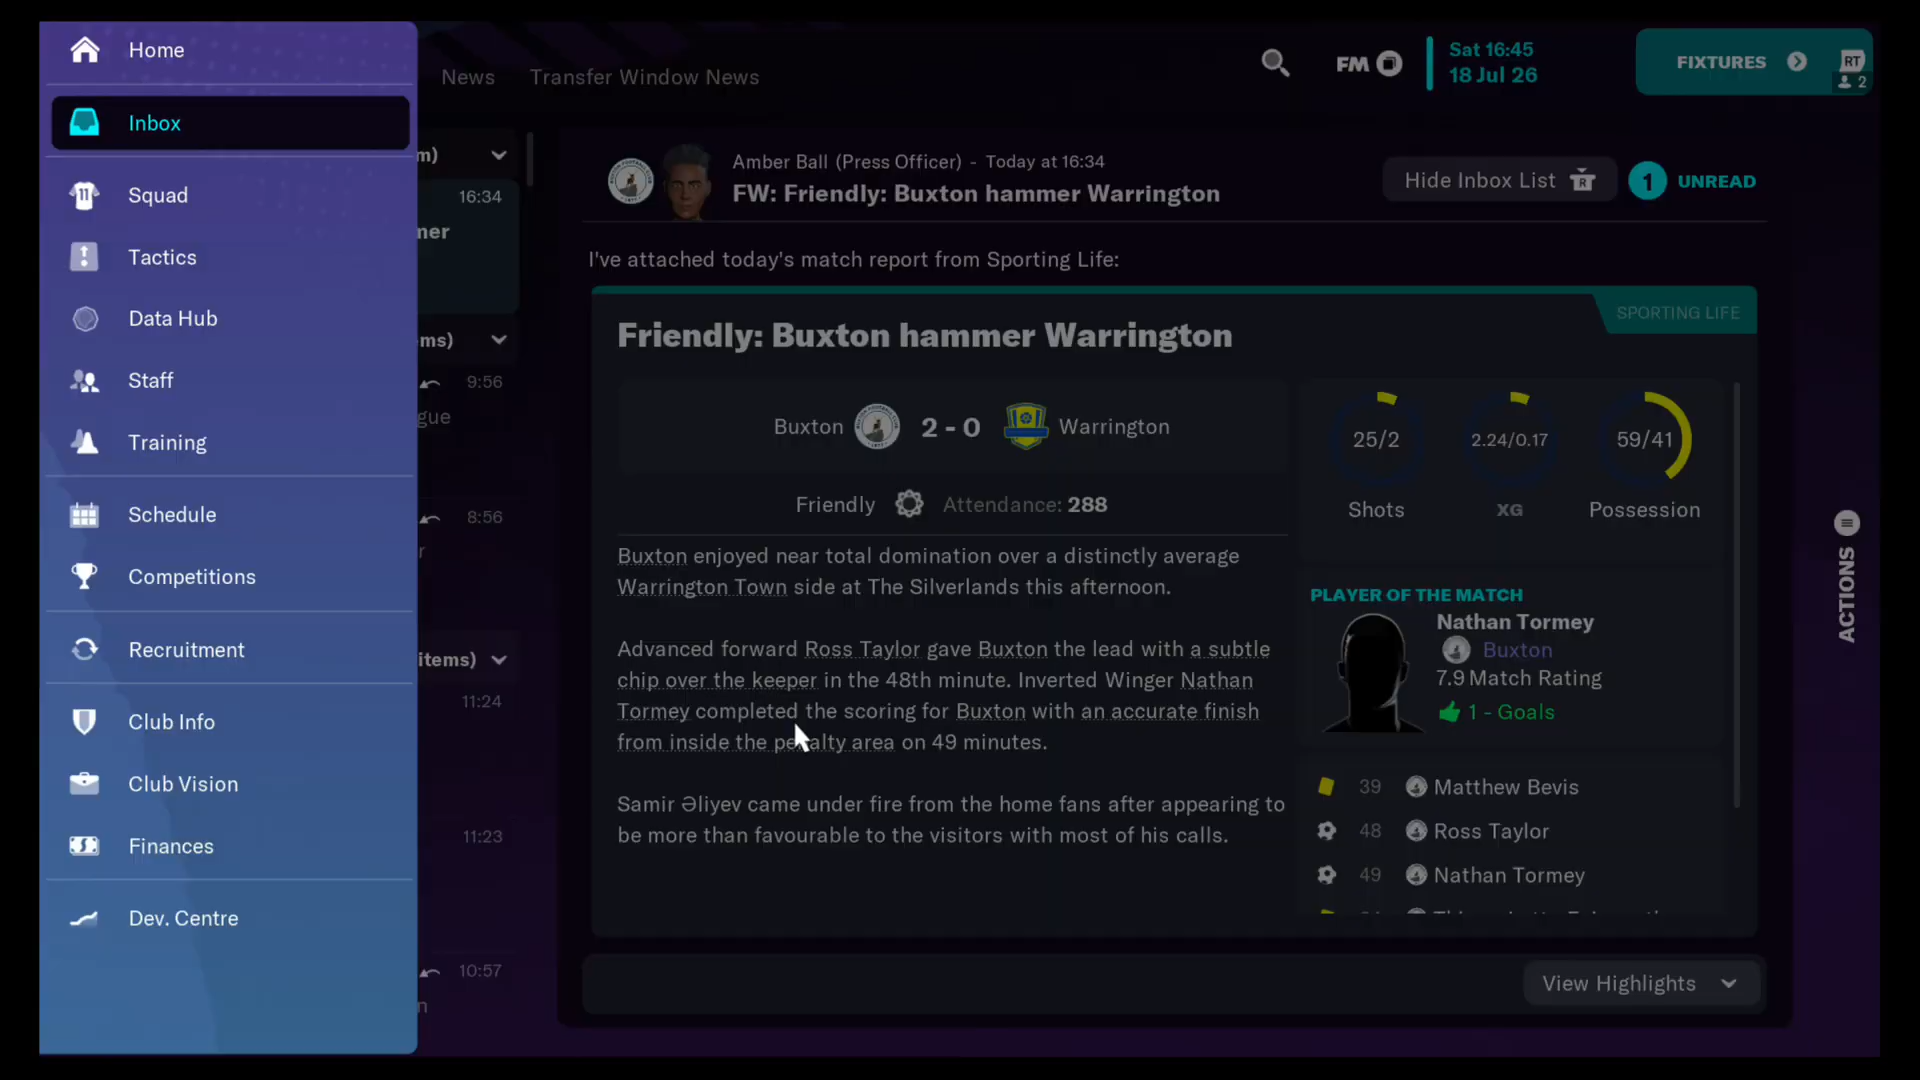 Home
Inbox
Squad
Tactics
Data Hub
Staff
Training
Schedule
Competitions
Recruitment
Club Info
Club Vision
Finances
Dev. Centre
News
Transfer Window News
FM
Sat 16:45
18 Jul 26
FIXTURES
RT
2
m)
16:34
ner
ms)
9:56
gue
8:56
r
items)
11:24
11:23
10:57
n
Amber Ball (Press Officer) - Today at 16:34
FW: Friendly: Buxton hammer Warrington
Hide Inbox List
R
1 UNREAD
I've attached today's match report from Sporting Life:
SPORTING LIFE
Friendly: Buxton hammer Warrington
Buxton 2 - 0 Warrington
Friendly Attendance: 288
Buxton enjoyed near total domination over a distinctly average
Warrington Town side at The Silverlands this afternoon.
Advanced forward Ross Taylor gave Buxton the lead with a subtle
chip over the keeper in the 48th minute. Inverted Winger Nathan
Tormey completed the scoring for Buxton with an accurate finish
from inside the penalty area on 49 minutes.
Samir Əliyev came under fire from the home fans after appearing to
be more than favourable to the visitors with most of his calls.
25/2
2.24/0.17
59/41
Shots
XG
Possession
PLAYER OF THE MATCH
Nathan Tormey
Buxton
7.9 Match Rating
1 - Goals
39 Matthew Bevis
48 Ross Taylor
49 Nathan Tormey
View Highlights
ACTIONS